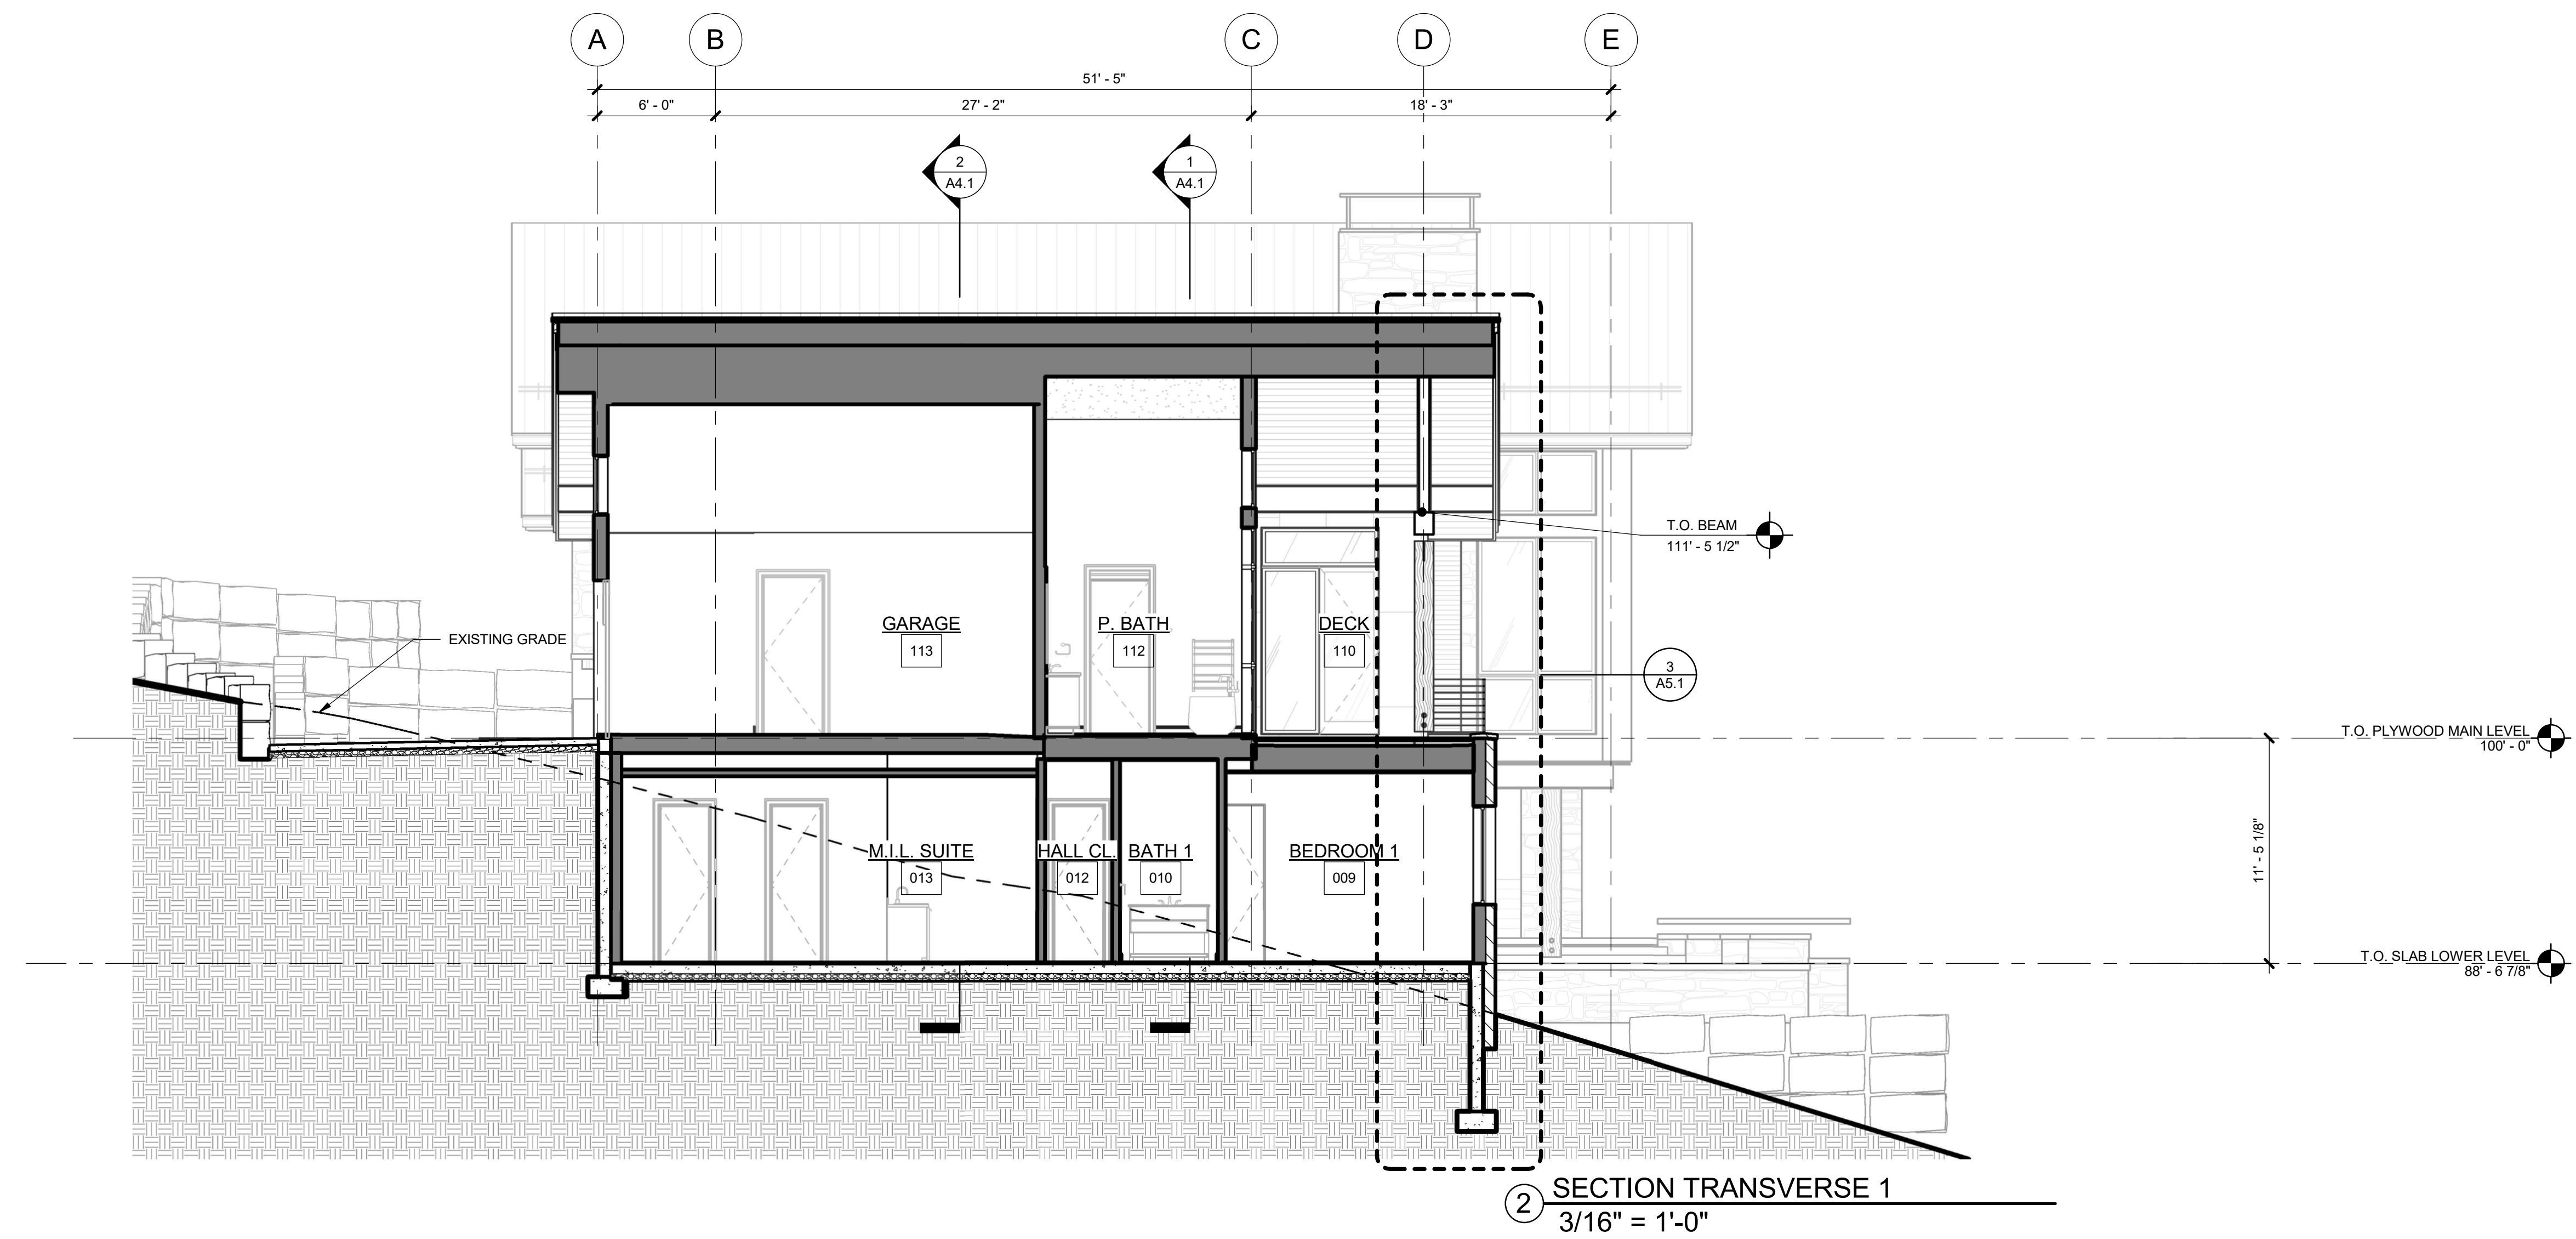 A B C D E
51' - 5"
6' - 0" 27' - 2" 18' - 3"
2
A4.1
1
A4.1
T.O. BEAM
111' - 5 1/2"
EXISTING GRADE
GARAGE
113
P. BATH
112
DECK
110
3
A5.1
T.O. PLYWOOD MAIN LEVEL
100' - 0"
11' - 5 1/8"
M.I.L. SUITE
013
HALL CL.
012
BATH 1
010
BEDROOM 1
009
T.O. SLAB LOWER LEVEL
88' - 6 7/8"
2 SECTION TRANSVERSE 1
3/16" = 1'-0"